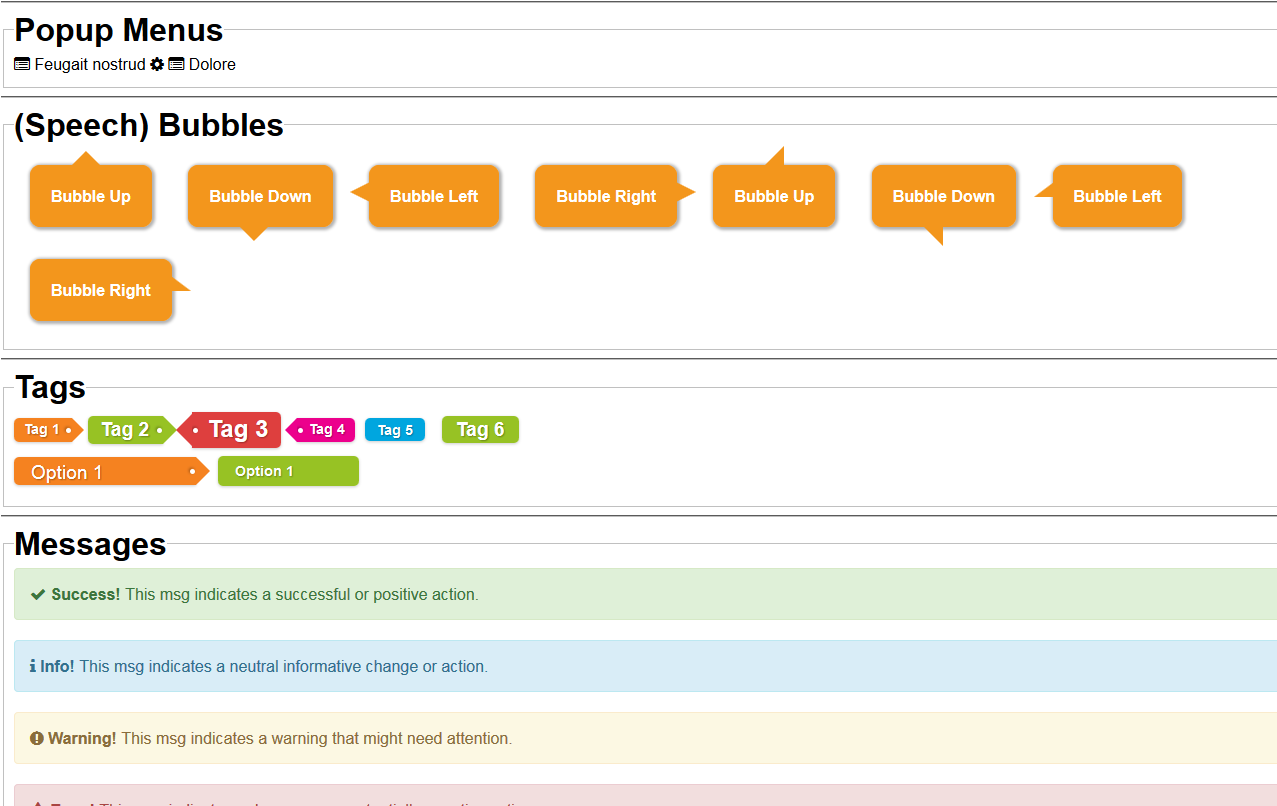 Popup Menus
Feugait nostrud Dolore
(Speech) Bubbles
Bubble Up Bubble Down Bubble Left Bubble Right Bubble Up Bubble Down Bubble Left
Bubble Right
Tags
Tag 1 Tag 2 Tag 3 Tag 4 Tag 5 Tag 6
Option 1 Option 1
Messages
Success! This msg indicates a successful or positive action.
Info! This msg indicates a neutral informative change or action.
Warning! This msg indicates a warning that might need attention.